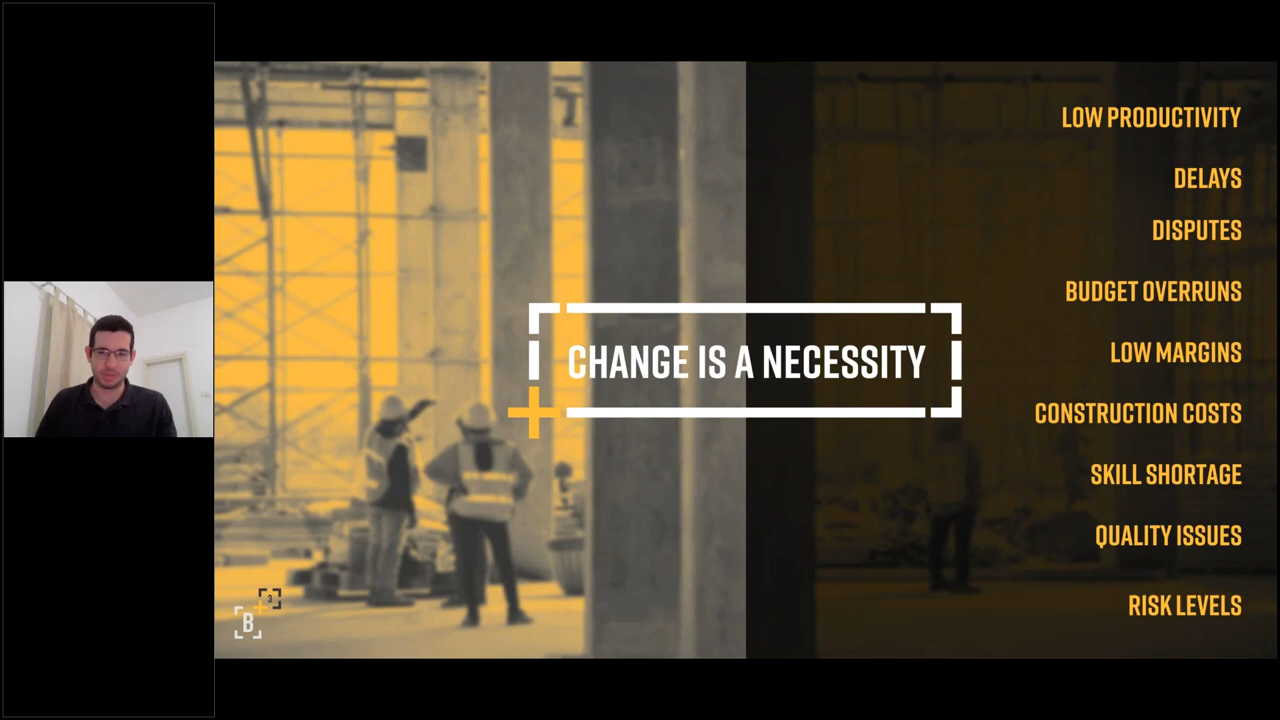 LOW PRODUCTIVITY
DELAYS
DISPUTES
BUDGET OVERRUNS
LOW MARGINS
CHANGE IS A NECESSITY
CONSTRUCTION COSTS
SKILL SHORTAGE
QUALITY ISSUES
RISK LEVELS
3
B